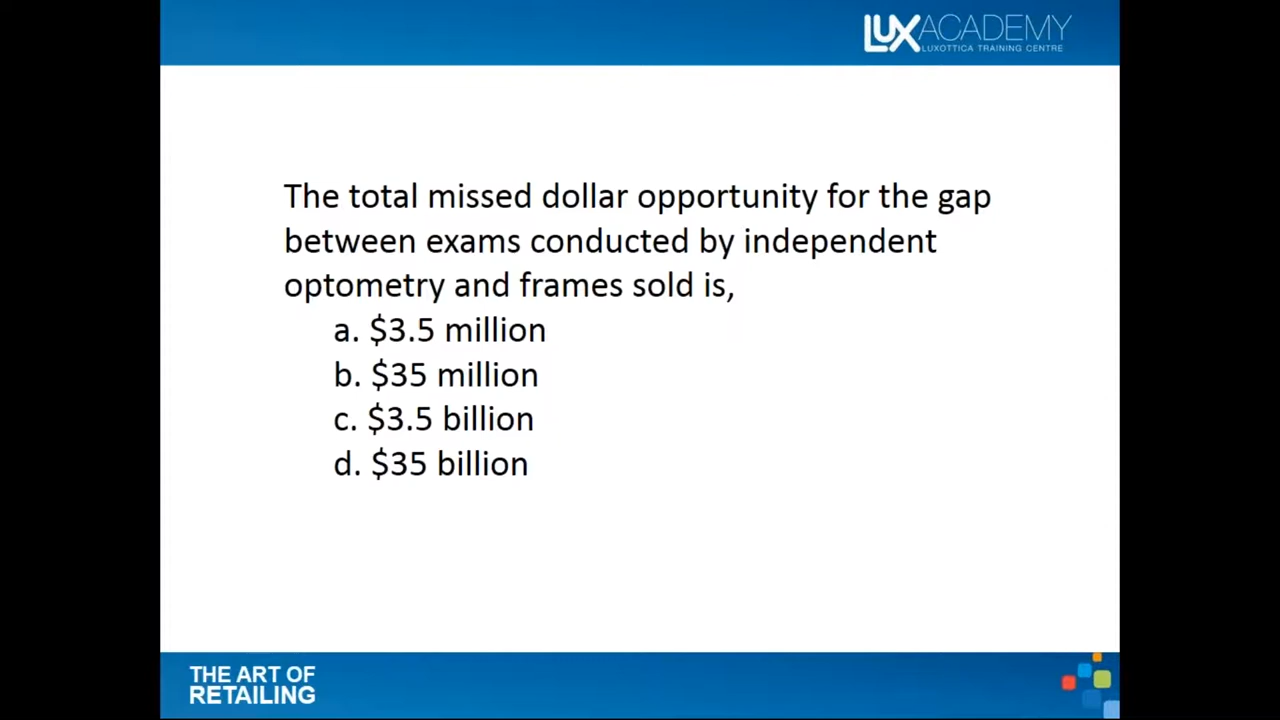 LUXACADEMY
LUXOTTICA TRAINING CENTRE
The total missed dollar opportunity for the gap
between exams conducted by independent
optometry and frames sold is,
a. $3.5 million
b. $35 million
c. $3.5 billion
d. $35 billion
THE ART OF
RETAILING